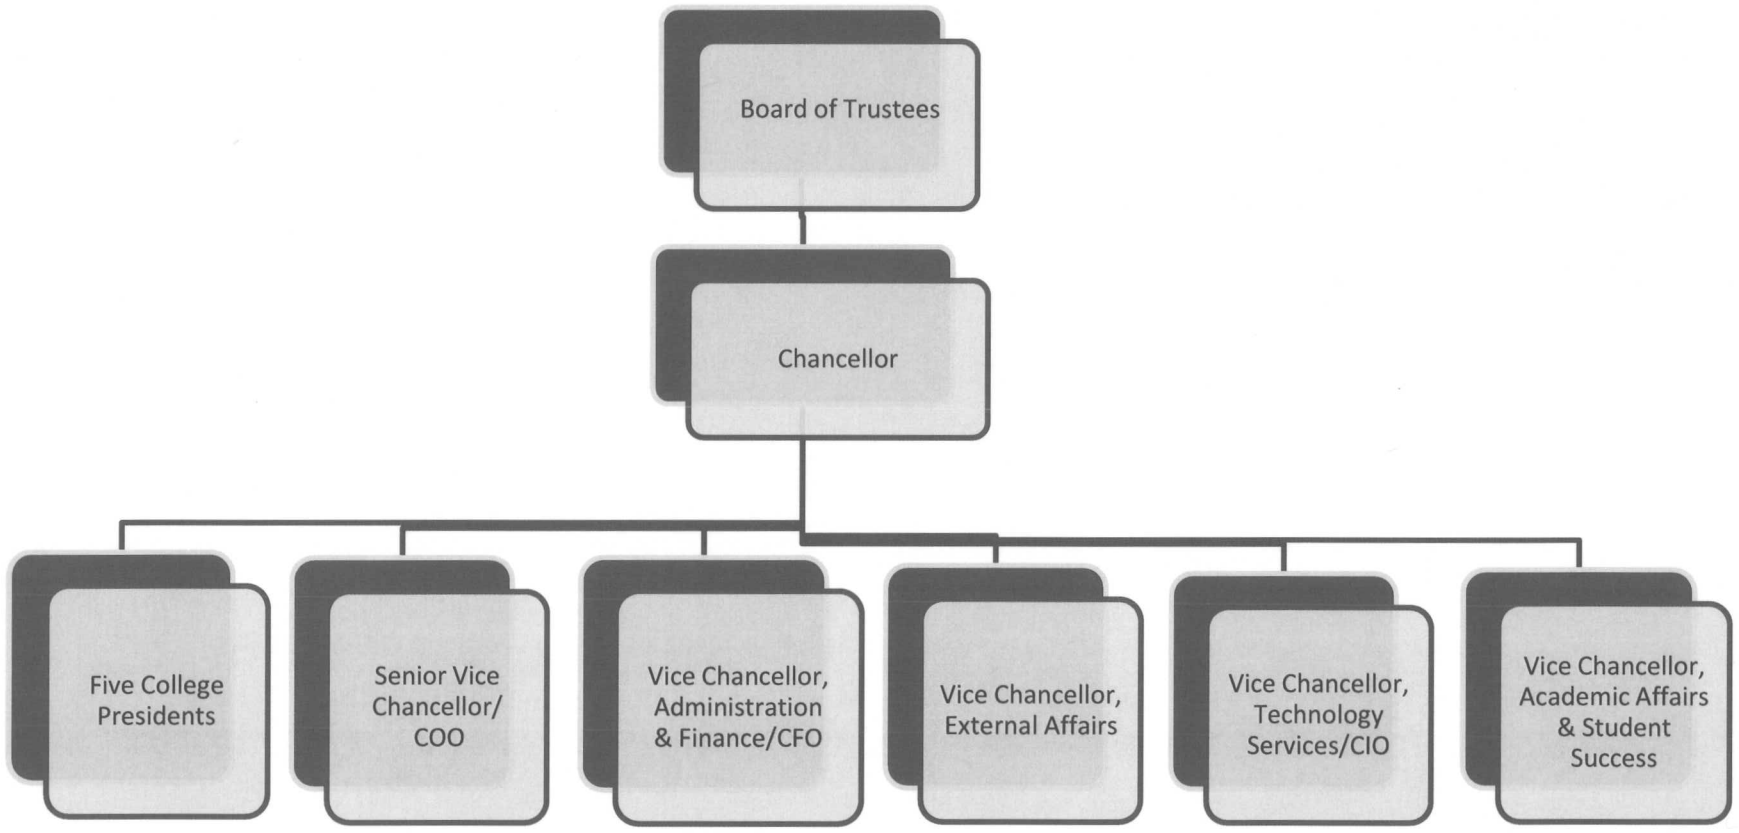 Board of Trustees
Chancellor
Five College
Presidents
Senior Vice
Chancellor/
COO
Vice Chancellor,
Administration
& Finance/CFO
Vice Chancellor,
External Affairs
Vice Chancellor,
Technology
Services/CIO
Vice Chancellor,
Academic Affairs
& Student
Success